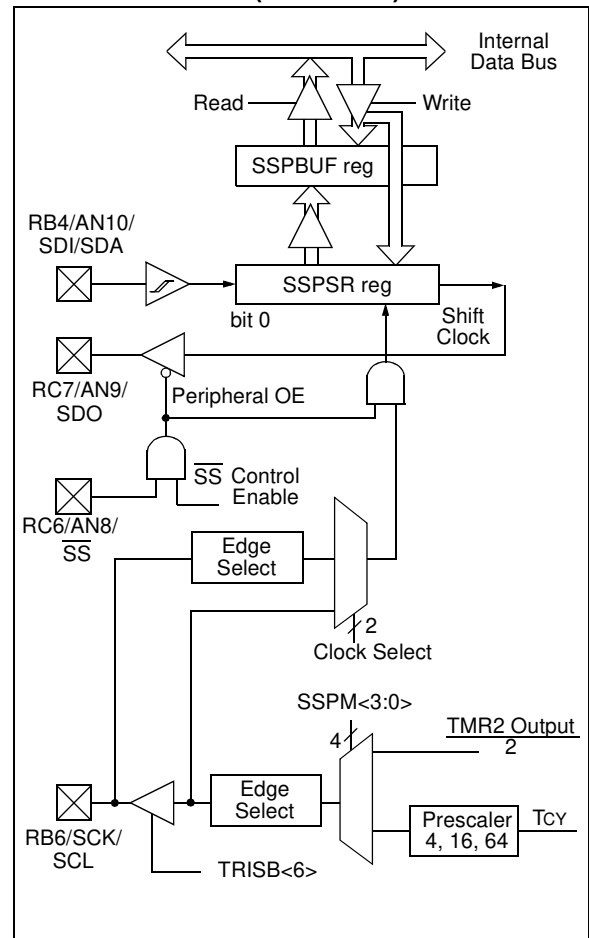 Internal
Data Bus
Read
Write
SSPBUF reg
RB4/AN10/
SDI/SDA
SSPSR reg
bit 0
Shift
Clock
RC7/AN9/
SDO
Peripheral OE
SS Control
Enable
RC6/AN8/
SS
Edge
Select
2
Clock Select
SSPM<3:0>
4
TMR2 Output
2
Edge
Select
Prescaler
4, 16, 64
TCY
RB6/SCK/
SCL
TRISB<6>